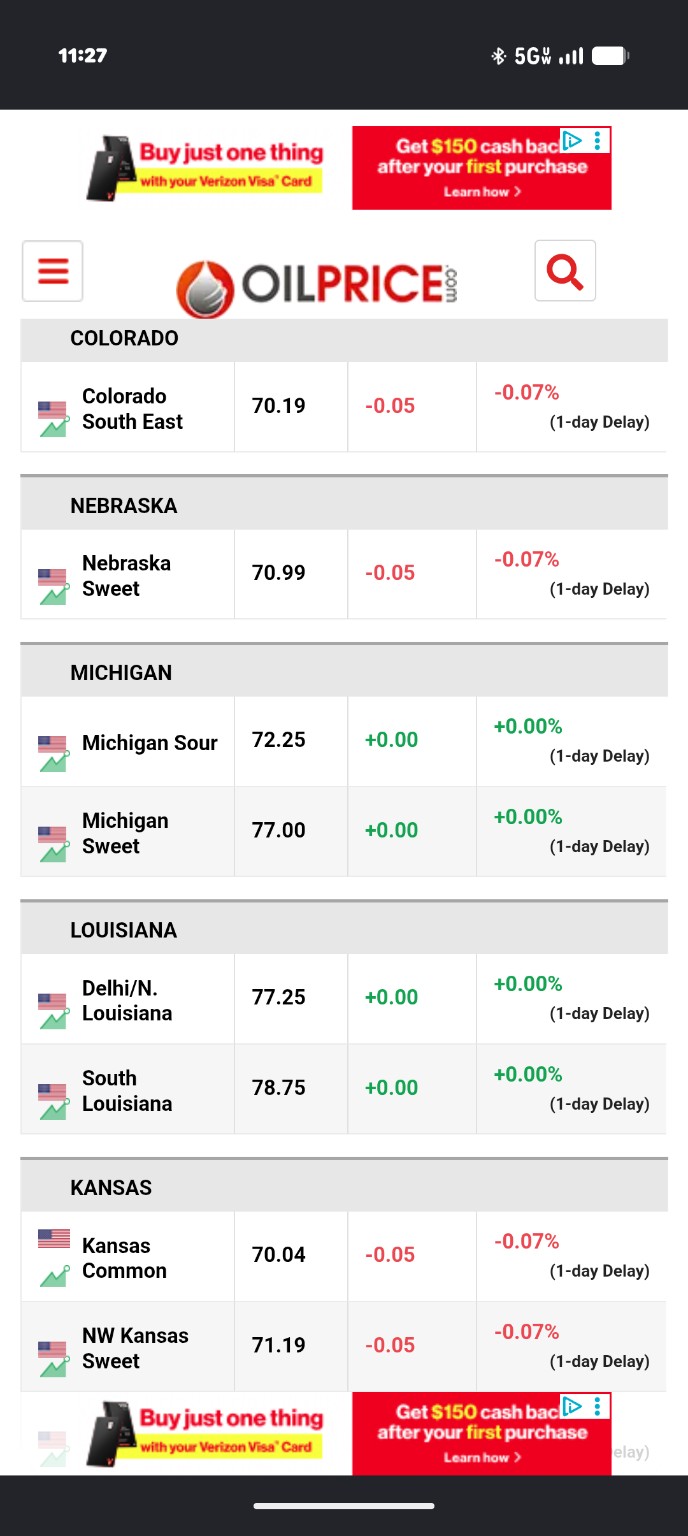 11:27
5G UW
Buy just one thing
with your Verizon Visa® Card
Get $150 cash bac
after your first purchase
Learn how >
OILPRICE.com
COLORADO
Colorado South East 70.19 -0.05 -0.07% (1-day Delay)
NEBRASKA
Nebraska Sweet 70.99 -0.05 -0.07% (1-day Delay)
MICHIGAN
Michigan Sour 72.25 +0.00 +0.00% (1-day Delay)
Michigan Sweet 77.00 +0.00 +0.00% (1-day Delay)
LOUISIANA
Delhi/N. Louisiana 77.25 +0.00 +0.00% (1-day Delay)
South Louisiana 78.75 +0.00 +0.00% (1-day Delay)
KANSAS
Kansas Common 70.04 -0.05 -0.07% (1-day Delay)
NW Kansas Sweet 71.19 -0.05 -0.07% (1-day Delay)
Buy just one thing
with your Verizon Visa® Card
Get $150 cash bac
after your first purchase
Learn how >
elay)